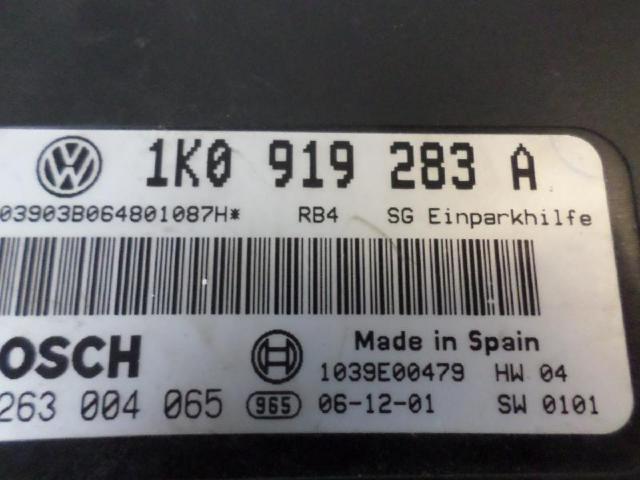 1K0 919 283 A
03903B064801087H* RB4 SG Einparkhilfe
OSCH Made in Spain
1039E00479 HW 04
263 004 065 965 06-12-01 SW 0101